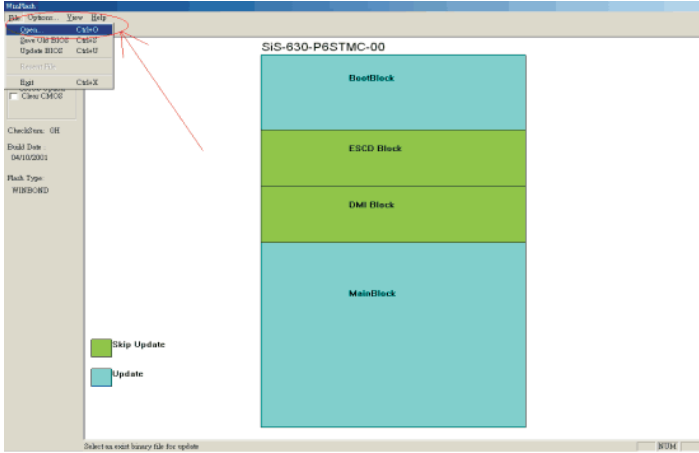 WinFlash
File Options... View Help
Open... Ctrl+O
Save Old BIOS Ctrl+S
Update BIOS Ctrl+U
Recent File
Exit Ctrl+X
Clear CMOS
CheckSum: 0H
Build Date :
04/10/2001
Flash Type:
WINBOND
SiS-630-P6STMC-00
BootBlock
ESCD Block
DMI Block
MainBlock
Skip Update
Update
Select an exist binary file for update
NUM